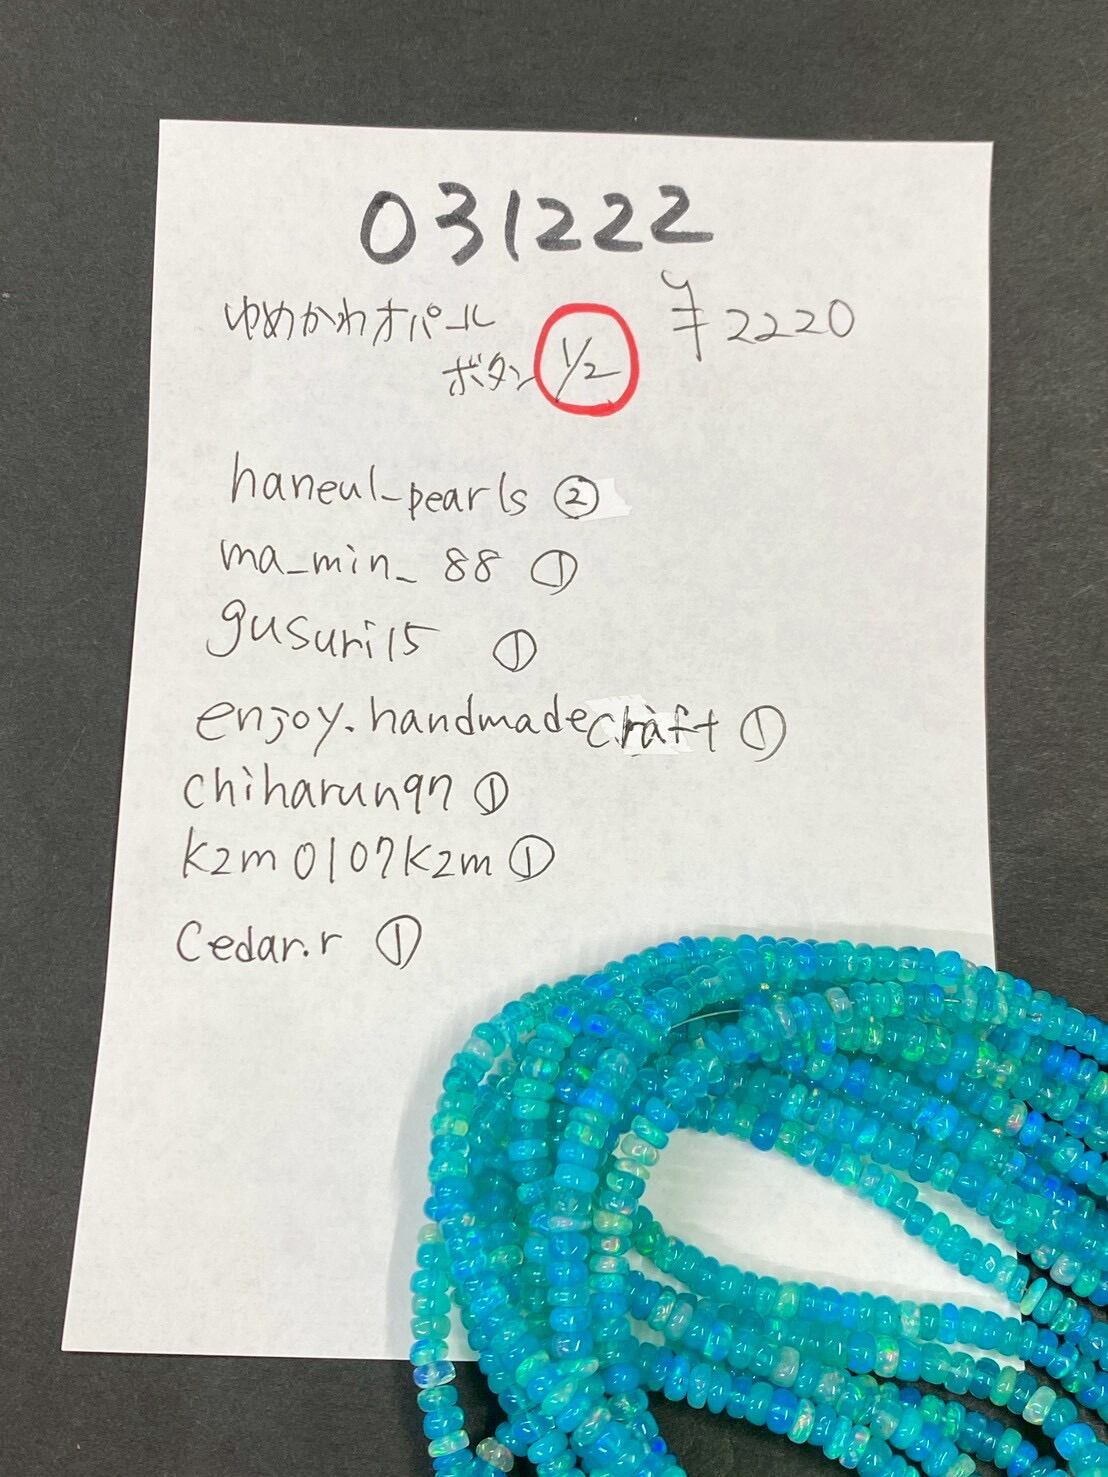 031222
ゆめかわオパール ¥2220
ボタン 1/2
haneul_pearls ②
ma_min_88 ①
gusuri15 ①
enjoy.handmadecraft ①
chiharun97 ①
k2m0107k2m ①
cedar.r ①